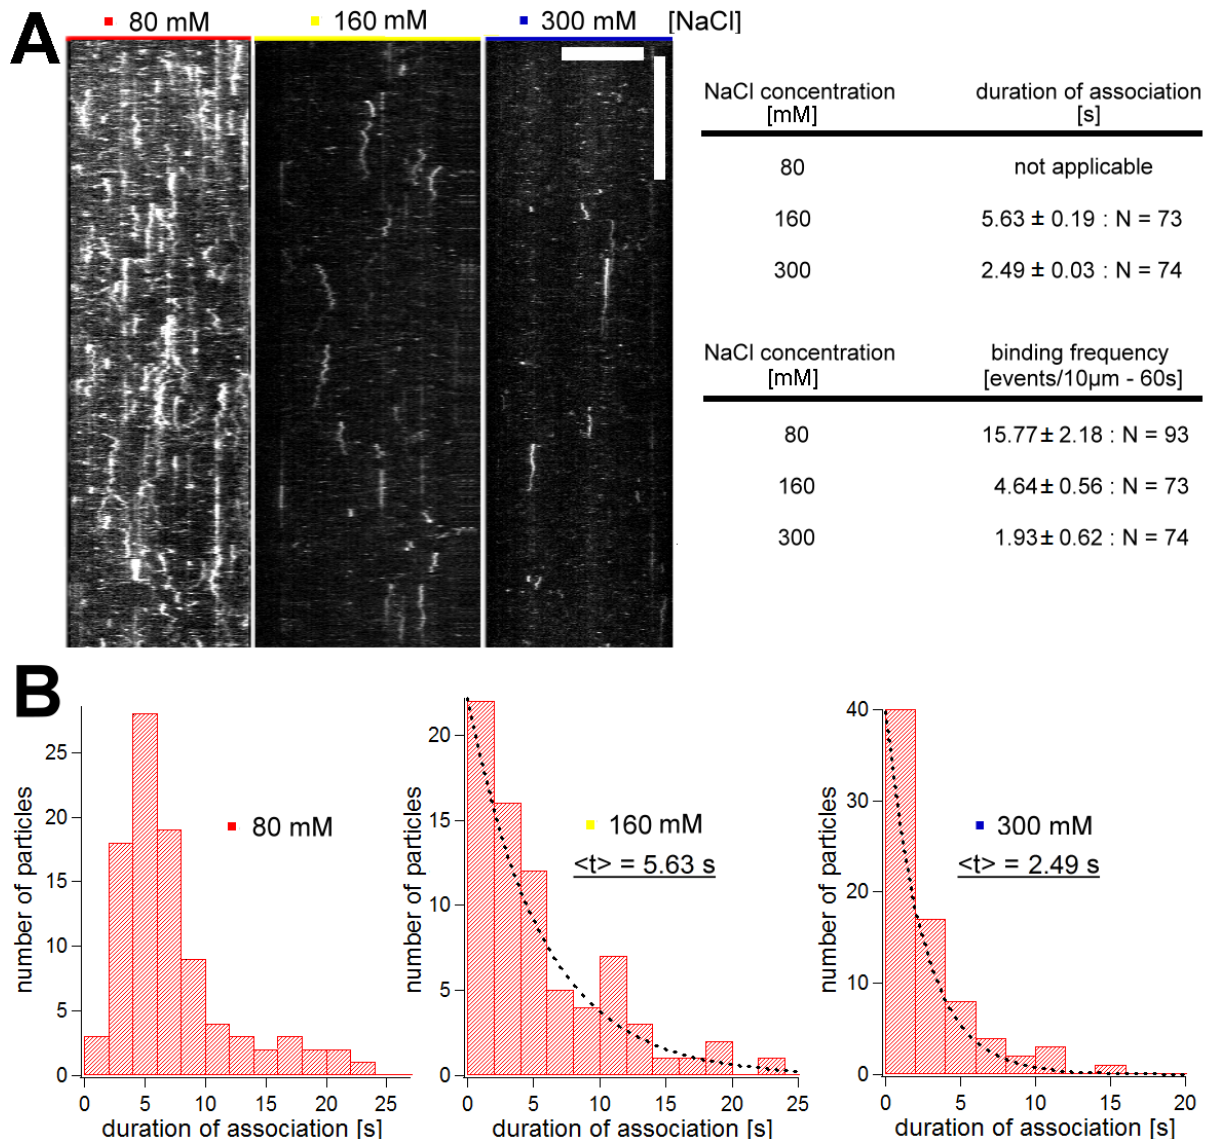 A
80 mM
160 mM
300 mM
[NaCl]
NaCl concentration
[mM]
duration of association
[s]
80
not applicable
160
5.63 ± 0.19 : N = 73
300
2.49 ± 0.03 : N = 74
NaCl concentration
[mM]
binding frequency
[events/10µm - 60s]
80
15.77± 2.18 : N = 93
160
4.64± 0.56 : N = 73
300
1.93± 0.62 : N = 74
B
number of particles
25
20
15
10
5
0
80 mM
0
5
10
15
20
25
duration of association [s]
number of particles
20
15
10
5
0
160 mM
<t> = 5.63 s
0
5
10
15
20
25
duration of association [s]
number of particles
40
30
20
10
0
300 mM
<t> = 2.49 s
0
5
10
15
20
duration of association [s]